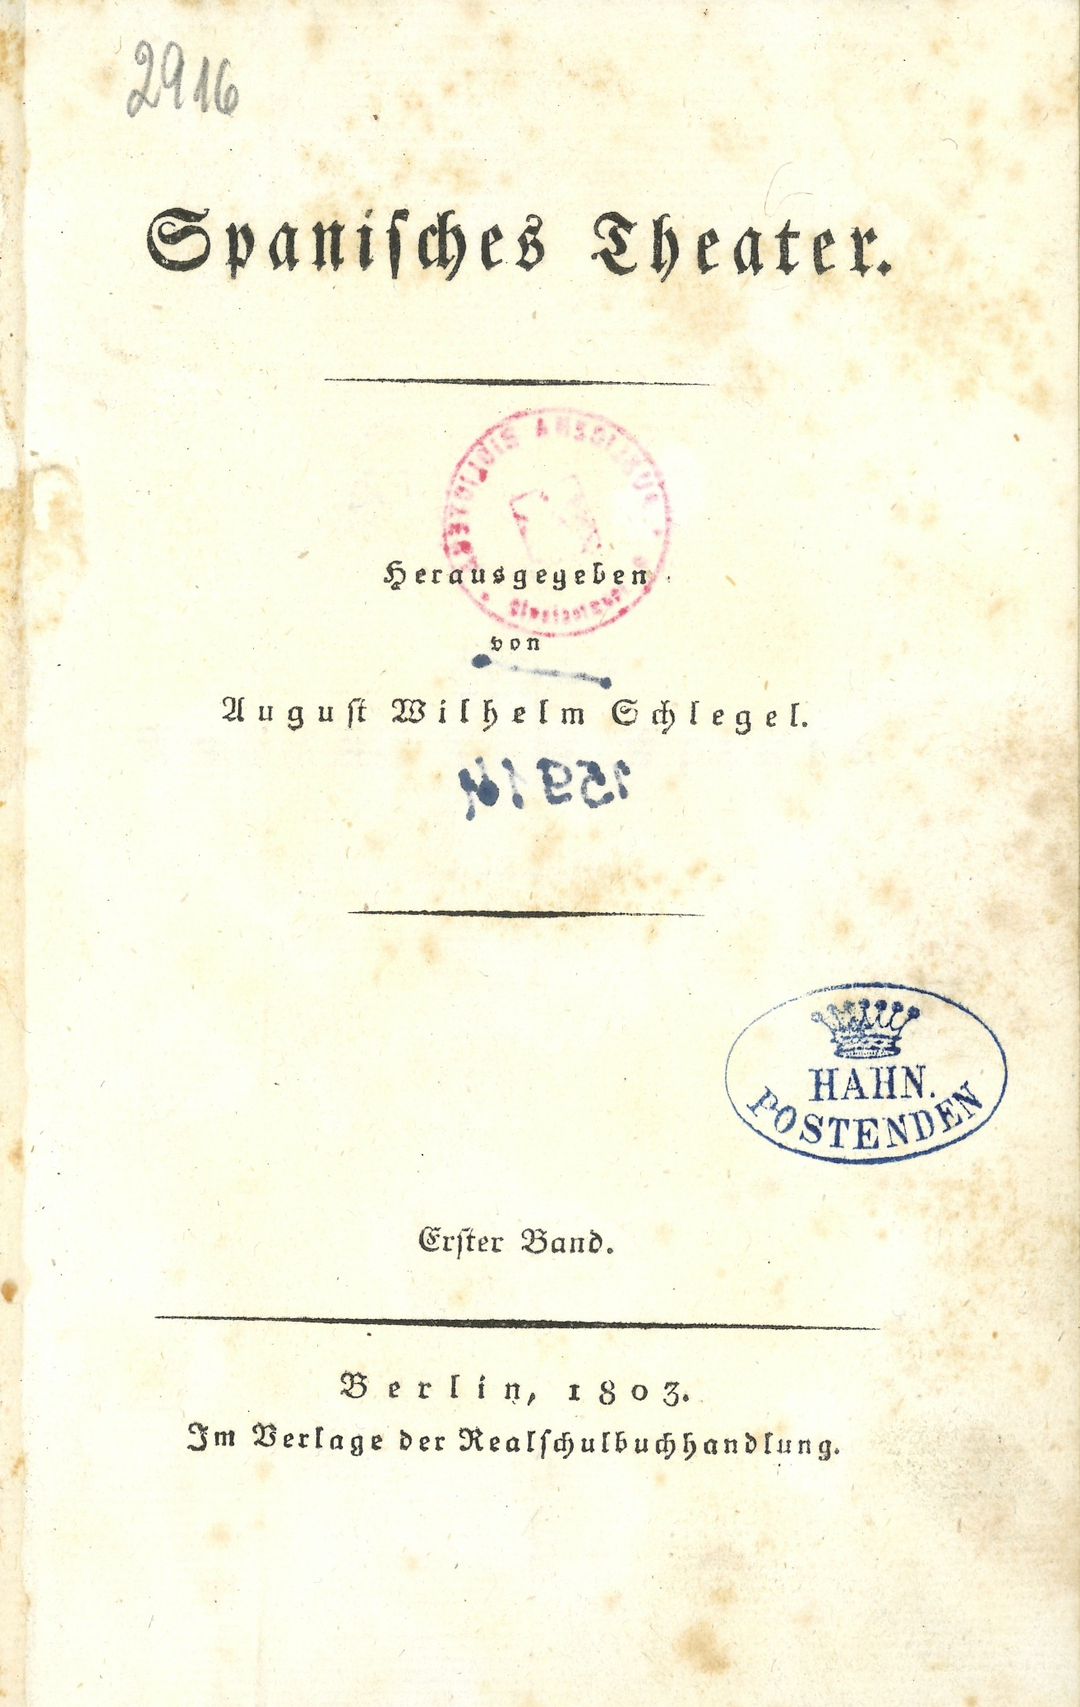 2916
Spaniſches Theater.
Herausgegeben
von
Auguſt Wilhelm Schlegel.
HAHN.
POSTENDEN
Erſter Band.
Berlin, 1803.
Im Verlage der Realſchulbuchhandlung.